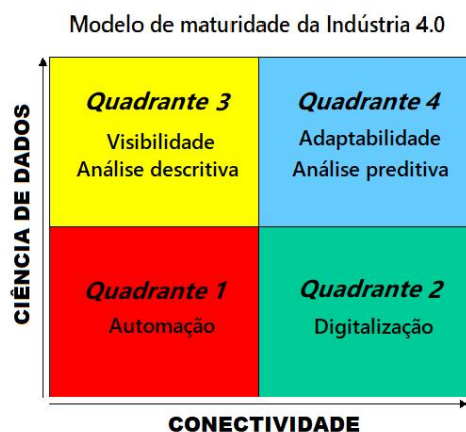 Modelo de maturidade da Indústria 4.0
CIÊNCIA DE DADOS
Quadrante 3
Visibilidade
Análise descritiva
Quadrante 4
Adaptabilidade
Análise preditiva
Quadrante 1
Automação
Quadrante 2
Digitalização
CONECTIVIDADE